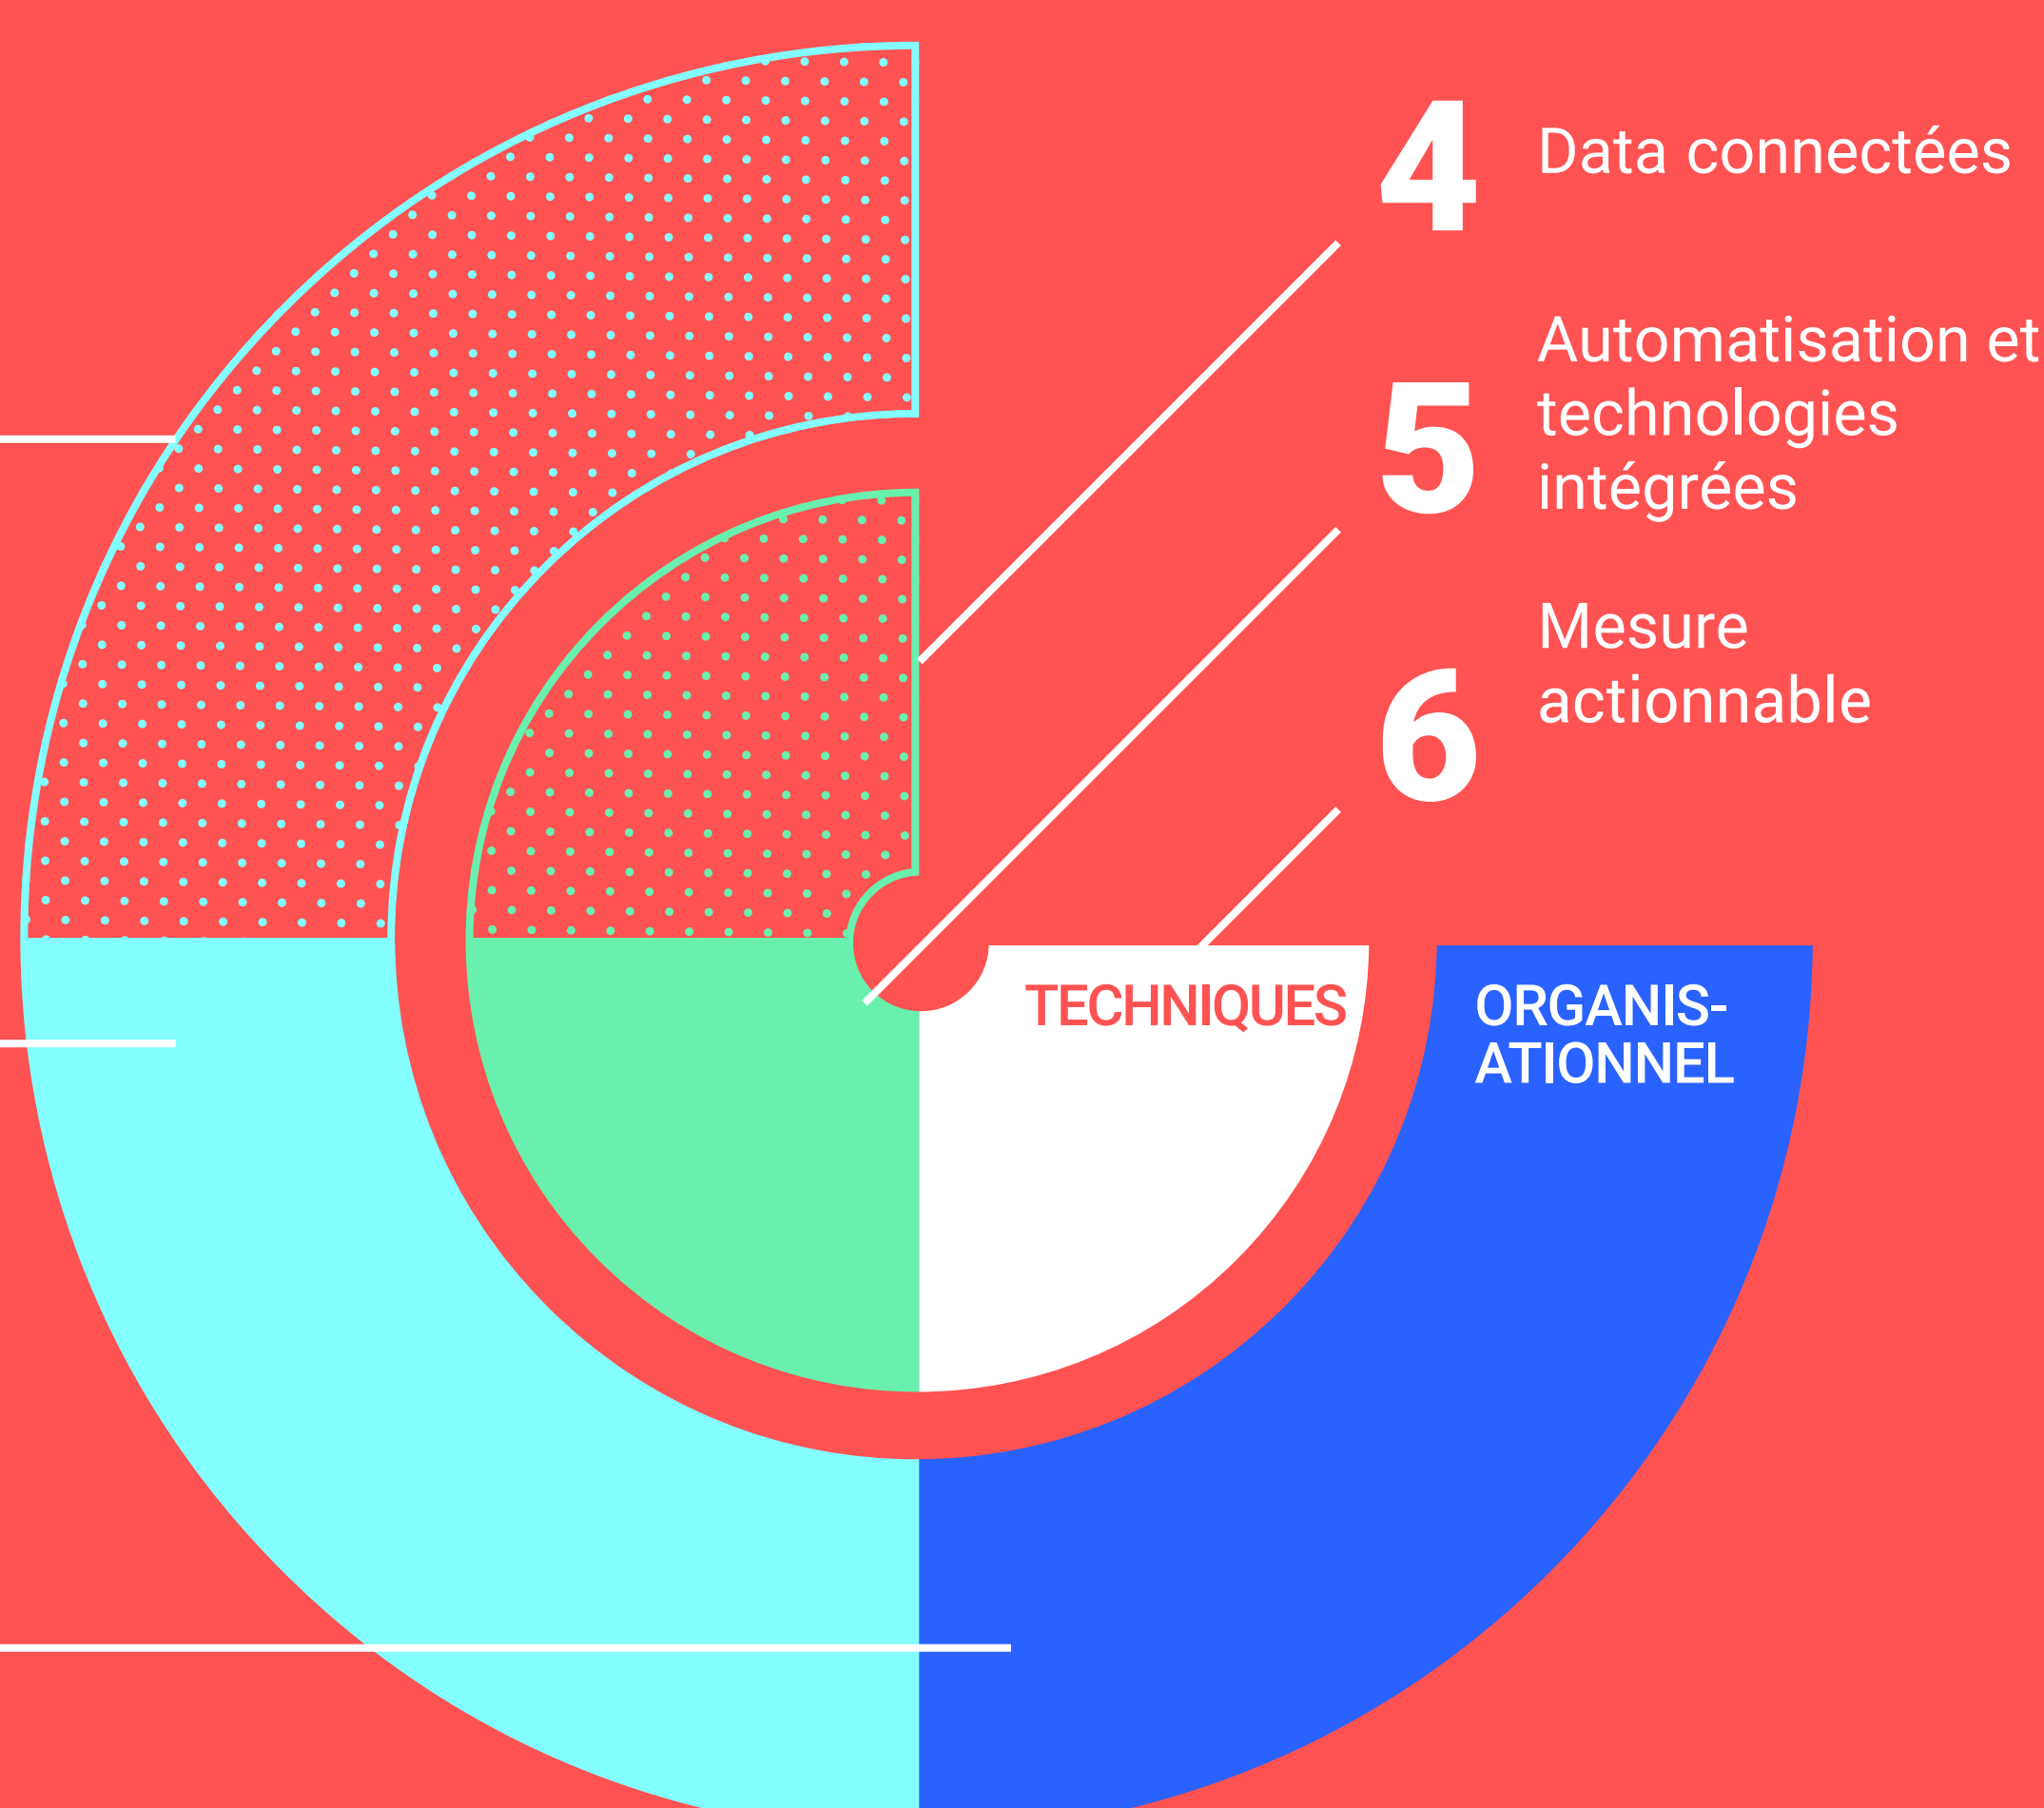 4
Data connectées
5
Automatisation et
technologies
intégrées
6
Mesure
actionnable
TECHNIQUES
ORGANIS-
ATIONNEL